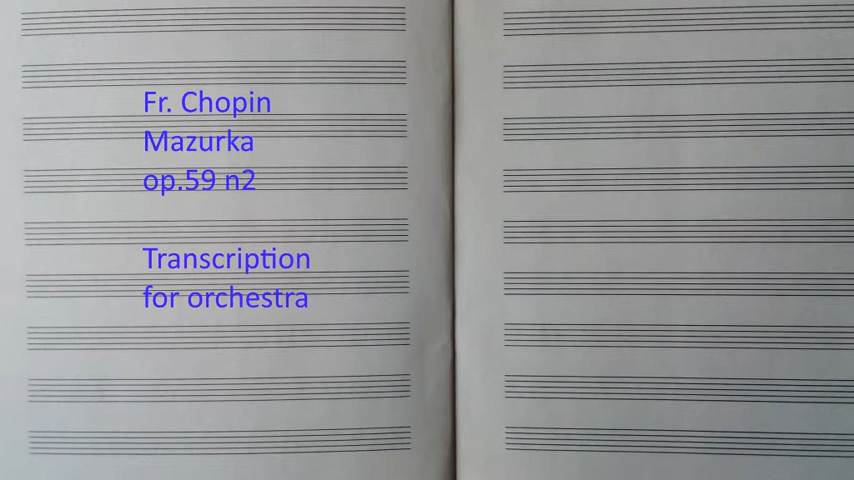 Fr. Chopin
Mazurka
op.59 n2
Transcription
for orchestra